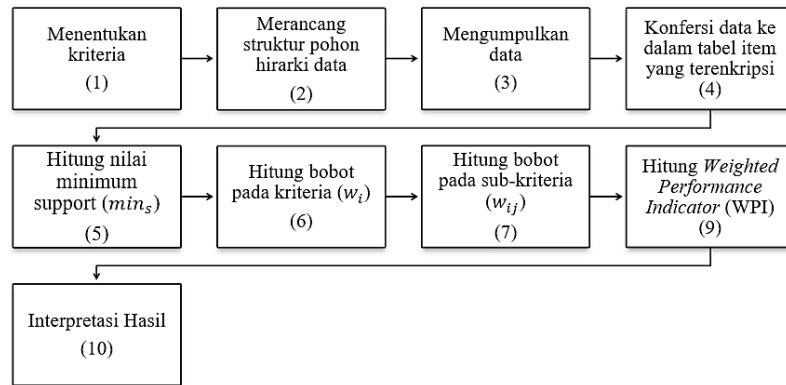 Menentukan
kriteria
(1)
Merancang
struktur pohon
hirarki data
(2)
Mengumpulkan
data
(3)
Konfersi data ke
dalam tabel item
yang terenkripsi
(4)
Hitung nilai
minimum
support (min_s)
(5)
Hitung bobot
pada kriteria (w_i)
(6)
Hitung bobot
pada sub-kriteria
(w_ij)
(7)
Hitung Weighted
Performance
Indicator (WPI)
(9)
Interpretasi Hasil
(10)